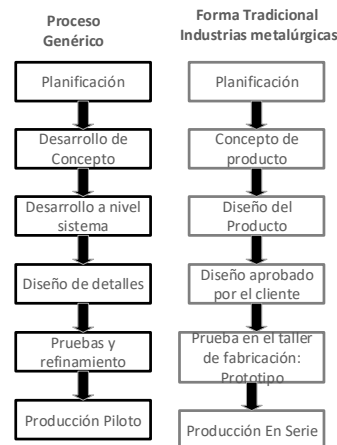 Proceso
Genérico
Planificación
Desarrollo de
Concepto
Desarrollo a nivel
sistema
Diseño de detalles
Pruebas y
refinamiento
Producción Piloto
Forma Tradicional
Industrias metalúrgicas
Planificación
Concepto de
producto
Diseño del
Producto
Diseño aprobado
por el cliente
Prueba en el taller
de fabricación:
Prototipo
Producción En Serie